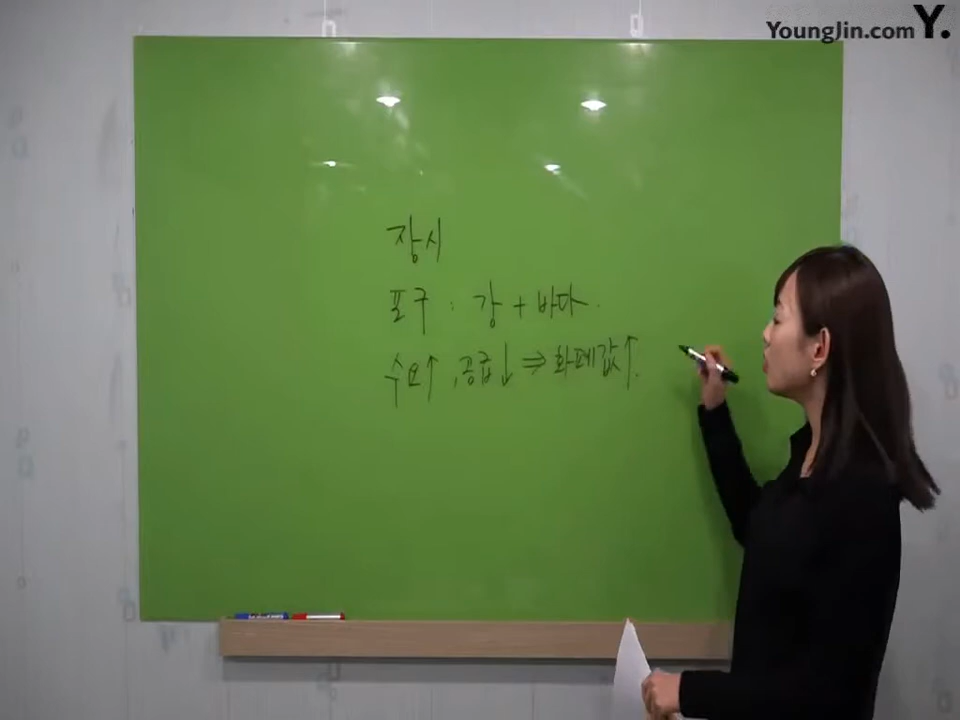 YoungJin.com Y.
장시
포구 : 강 + 바다.
수요↑, 공급↓ ⇒ 화폐값↑.